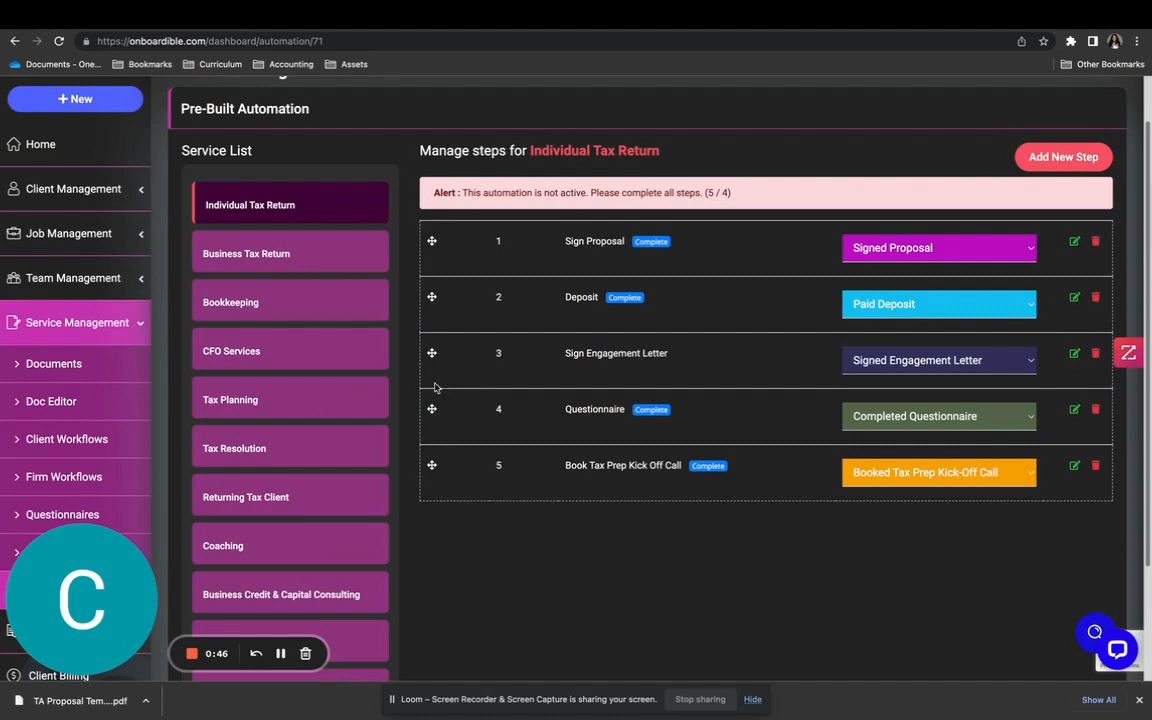 https://onboardible.com/dashboard/automation/71
Documents - One...
Bookmarks
Curriculum
Accounting
Assets
Other Bookmarks
+ New
Home
Client Management
Job Management
Team Management
Service Management
Documents
Doc Editor
Client Workflows
Firm Workflows
Questionnaires
Client Billing
C
Pre-Built Automation
Service List
Individual Tax Return
Business Tax Return
Bookkeeping
CFO Services
Tax Planning
Tax Resolution
Returning Tax Client
Coaching
Business Credit & Capital Consulting
Manage steps for Individual Tax Return
Add New Step
Alert : This automation is not active. Please complete all steps. (5 / 4)
1 Sign Proposal Complete Signed Proposal
2 Deposit Complete Paid Deposit
3 Sign Engagement Letter Signed Engagement Letter
4 Questionnaire Complete Completed Questionnaire
5 Book Tax Prep Kick Off Call Complete Booked Tax Prep Kick-Off Call
0:46
TA Proposal Tem....pdf
Loom – Screen Recorder & Screen Capture is sharing your screen.
Stop sharing
Hide
Show All